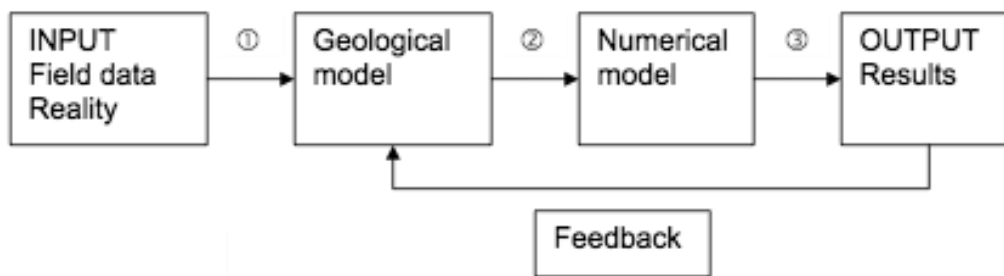 INPUT
Field data
Reality
①
Geological
model
②
Numerical
model
③
OUTPUT
Results
Feedback